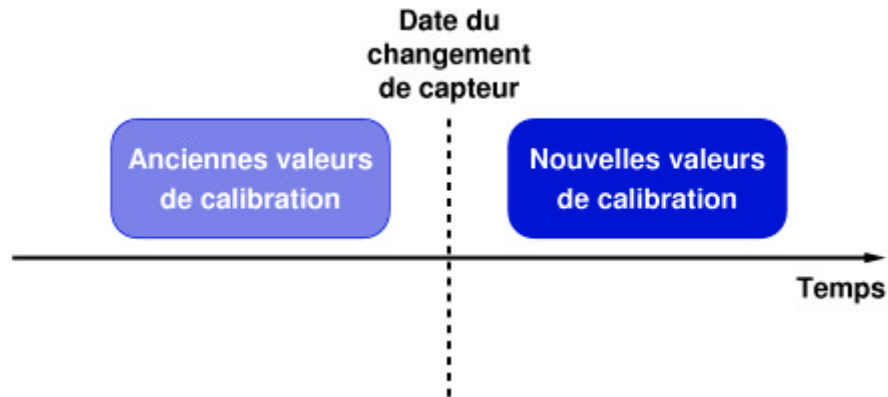 Date du
changement
de capteur
Anciennes valeurs
de calibration
Nouvelles valeurs
de calibration
Temps